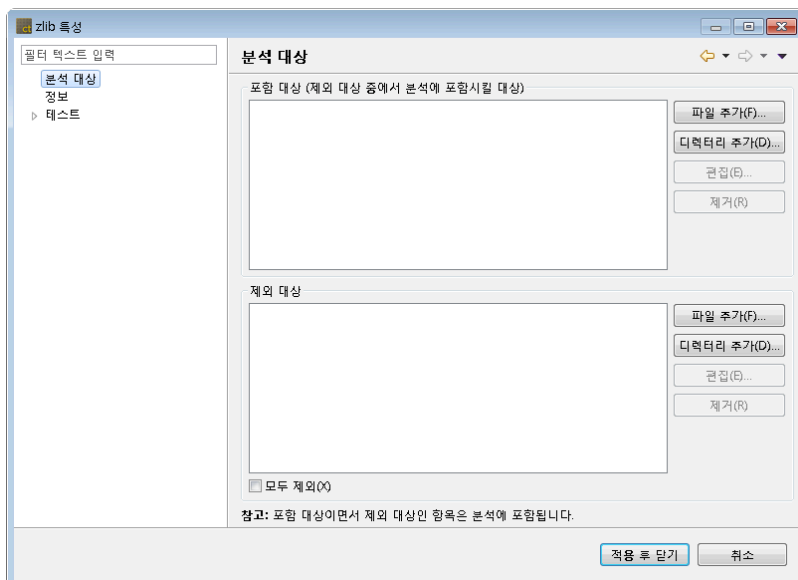 ct zlib 특성
필터 텍스트 입력
분석 대상
정보
테스트
분석 대상
포함 대상 (제외 대상 중에서 분석에 포함시킬 대상)
파일 추가(F)...
디렉터리 추가(D)...
편집(E)...
제거(R)
제외 대상
파일 추가(F)...
디렉터리 추가(D)...
편집(E)...
제거(R)
모두 제외(X)
참고: 포함 대상이면서 제외 대상인 항목은 분석에 포함됩니다.
적용 후 닫기
취소